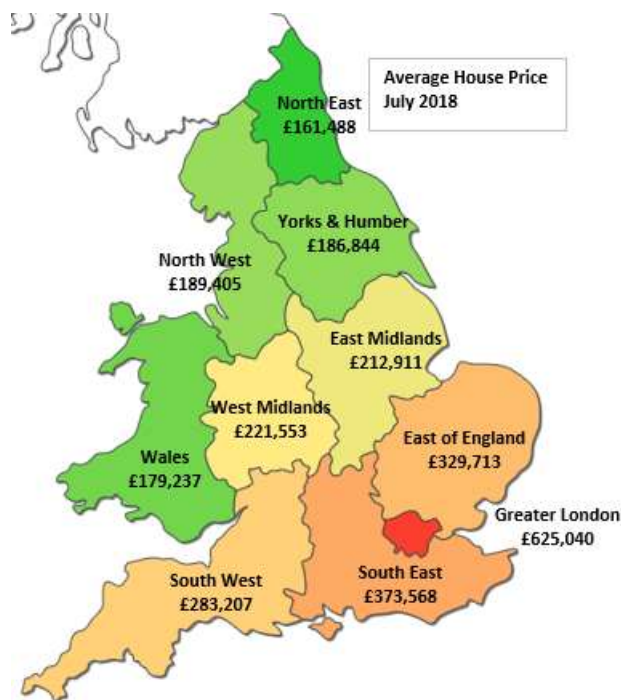 Average House Price
July 2018
North East
£161,488
Yorks & Humber
£186,844
North West
£189,405
East Midlands
£212,911
West Midlands
£221,553
East of England
£329,713
Wales
£179,237
Greater London
£625,040
South West
£283,207
South East
£373,568